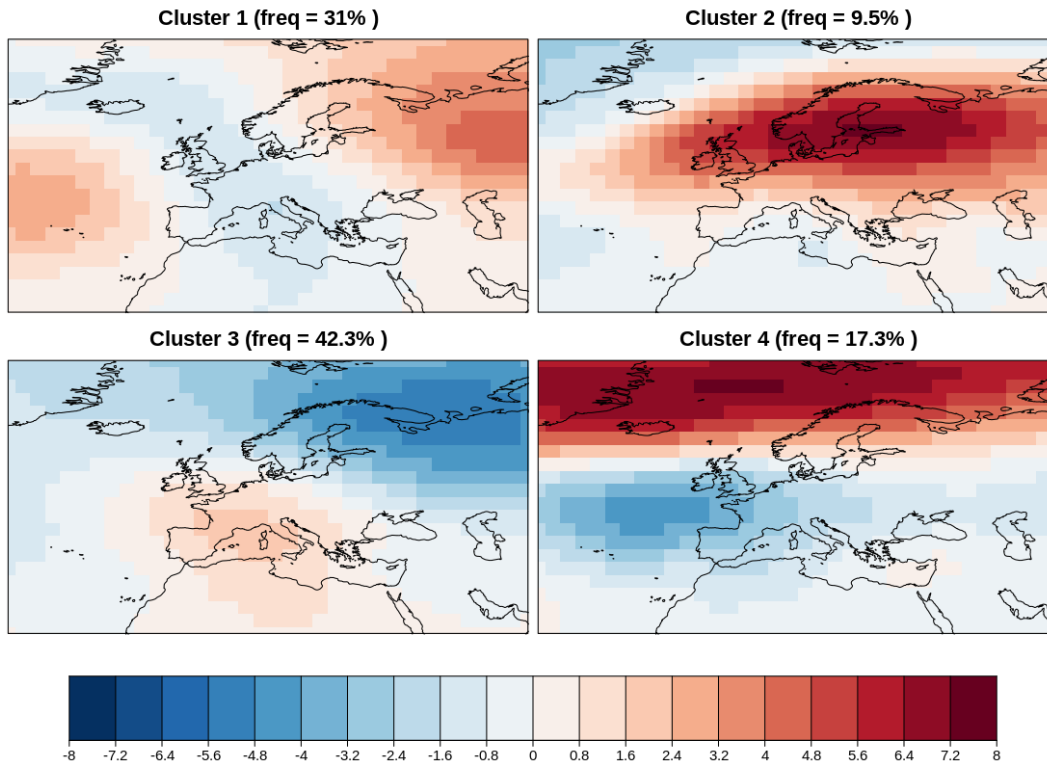 Cluster 1 (freq = 31% )
Cluster 2 (freq = 9.5% )
Cluster 3 (freq = 42.3% )
Cluster 4 (freq = 17.3% )
-8 -7.2 -6.4 -5.6 -4.8 -4 -3.2 -2.4 -1.6 -0.8 0 0.8 1.6 2.4 3.2 4 4.8 5.6 6.4 7.2 8